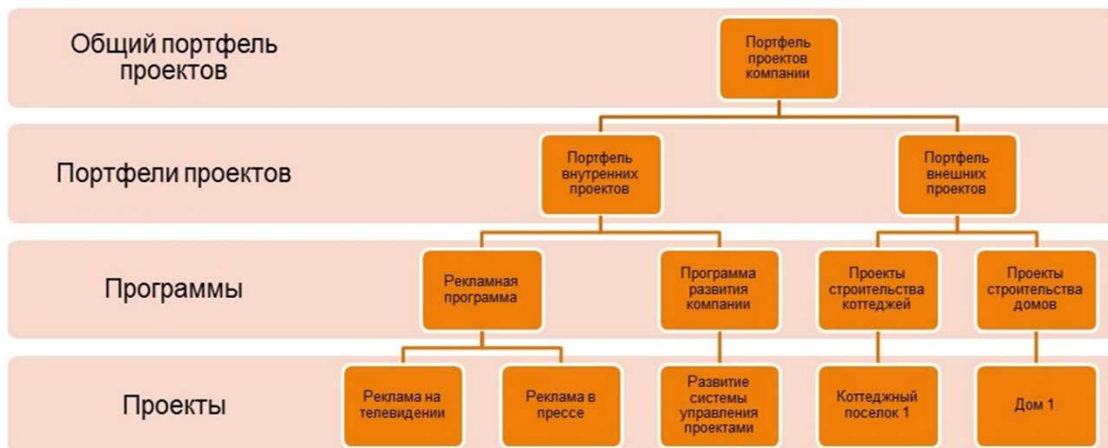 Общий портфель
проектов
Портфель
проектов
компании
Портфели проектов
Портфель
внутренних
проектов
Портфель
внешних
проектов
Программы
Рекламная
программа
Программа
развития
компании
Проекты
строительства
коттеджей
Проекты
строительства
домов
Проекты
Реклама на
телевидении
Реклама в
прессе
Развитие
системы
управления
проектами
Коттеджный
поселок 1
Дом 1